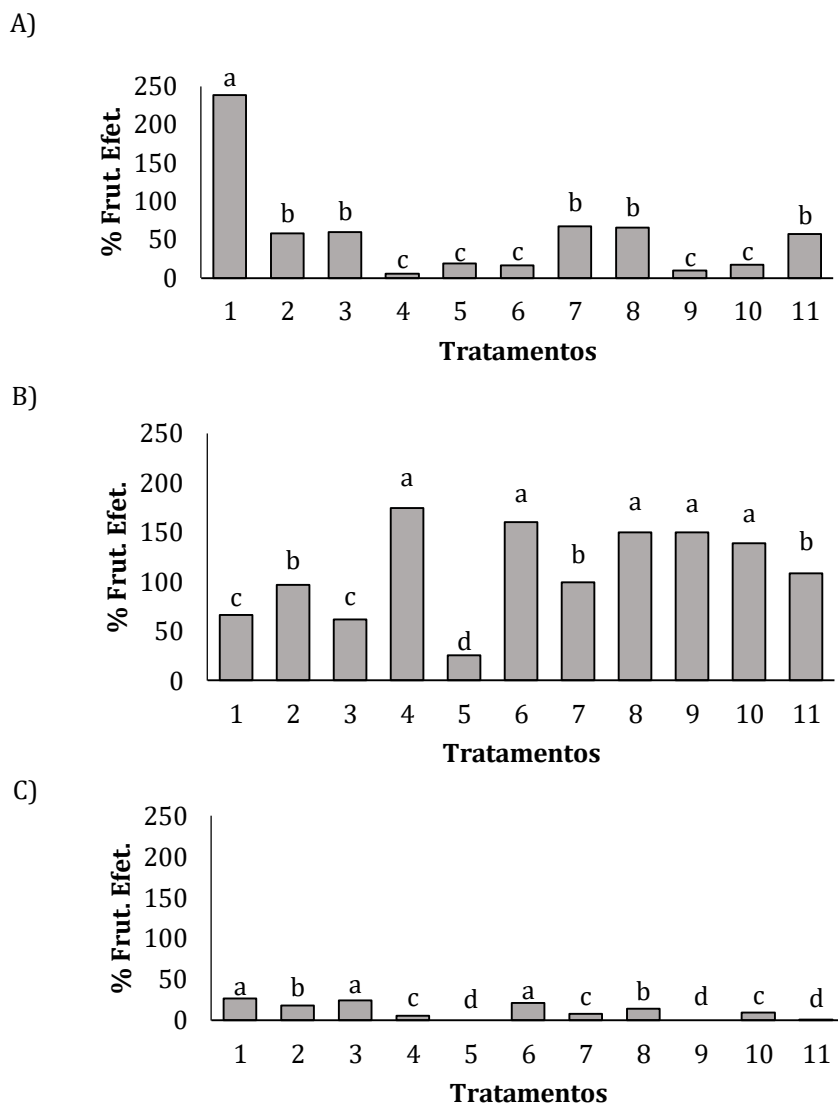 A)
% Frut. Efet.
250
200
150
100
50
0
a b b c c c b b c c b
1 2 3 4 5 6 7 8 9 10 11
Tratamentos
B)
% Frut. Efet.
250
200
150
100
50
0
c b c a d a b a a a b
1 2 3 4 5 6 7 8 9 10 11
Tratamentos
C)
% Frut. Efet.
250
200
150
100
50
0
a b a c d a c b d c d
1 2 3 4 5 6 7 8 9 10 11
Tratamentos